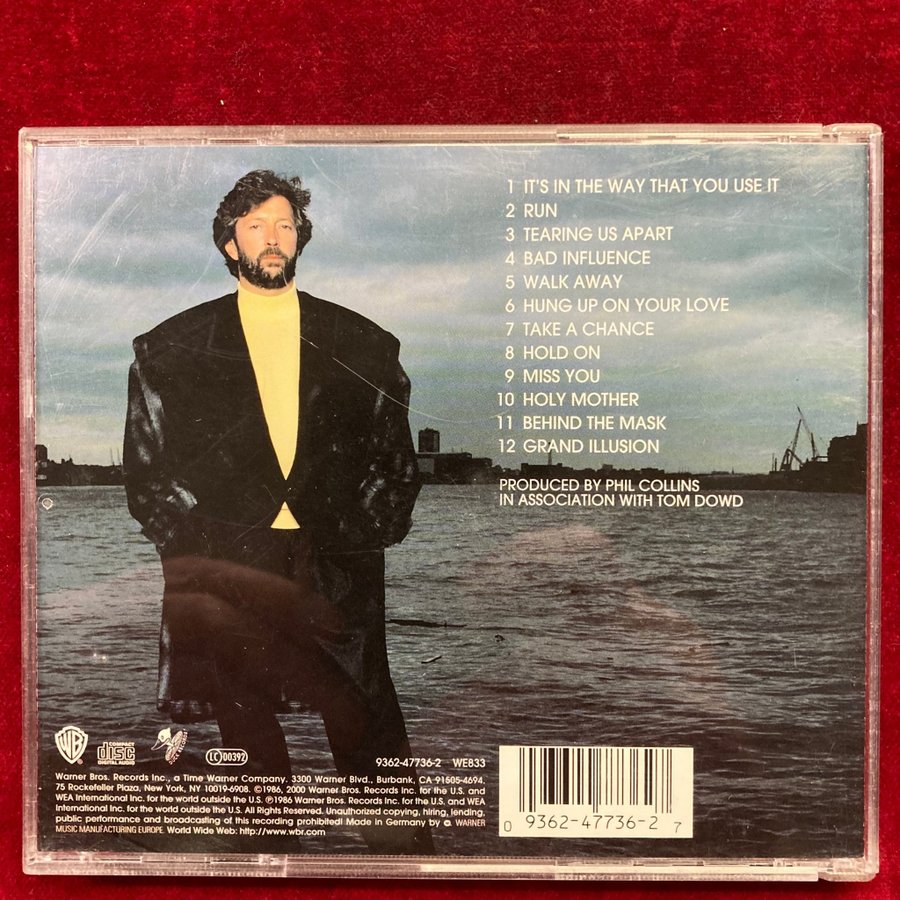 1 IT'S IN THE WAY THAT YOU USE IT
2 RUN
3 TEARING US APART
4 BAD INFLUENCE
5 WALK AWAY
6 HUNG UP ON YOUR LOVE
7 TAKE A CHANCE
8 HOLD ON
9 MISS YOU
10 HOLY MOTHER
11 BEHIND THE MASK
12 GRAND ILLUSION
PRODUCED BY PHIL COLLINS
IN ASSOCIATION WITH TOM DOWD
WB
COMPACT
disc
DIGITAL AUDIO
LC 00392
9362-47736-2 WE833
Warner Bros. Records Inc., a Time Warner Company. 3300 Warner Blvd., Burbank, CA 91505-4694.
75 Rockefeller Plaza, New York, NY 10019-6908. ©1986, 2000 Warner Bros. Records Inc. for the U.S. and
WEA International Inc. for the world outside the U.S. ℗1986 Warner Bros. Records Inc. for the U.S. and WEA
International Inc. for the world outside the U.S. All Rights Reserved. Unauthorized copying, hiring, lending,
public performance and broadcasting of this recording prohibited! Made in Germany by WARNER
MUSIC MANUFACTURING EUROPE. World Wide Web: http://www.wbr.com
0 9362-47736-2 7